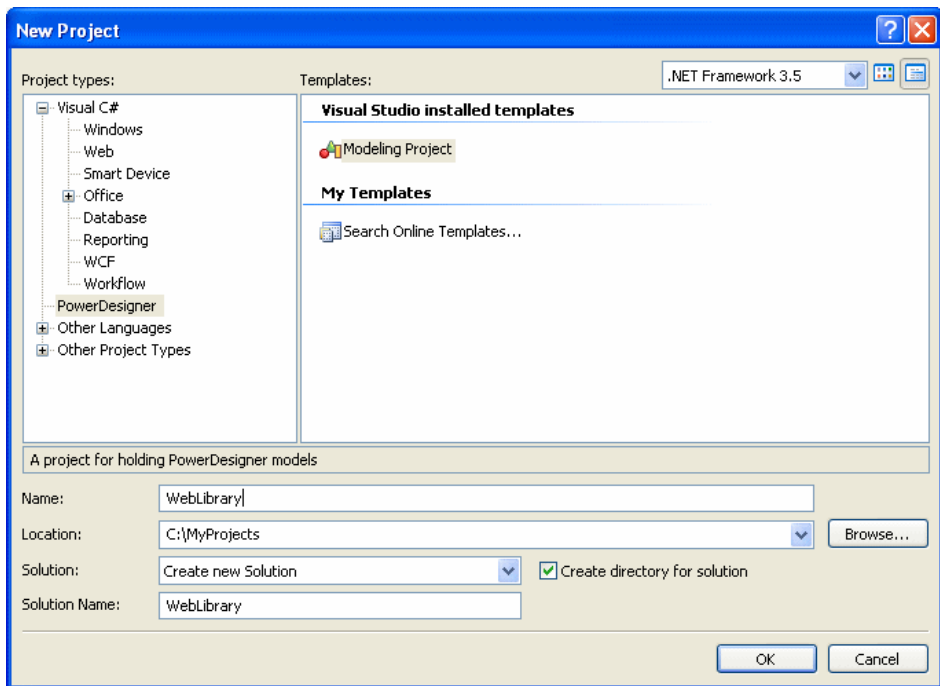 New Project
Project types:
Templates:
.NET Framework 3.5
Visual C#
Windows
Web
Smart Device
Office
Database
Reporting
WCF
Workflow
PowerDesigner
Other Languages
Other Project Types
Visual Studio installed templates
Modeling Project
My Templates
Search Online Templates...
A project for holding PowerDesigner models
Name: WebLibrary
Location: C:\MyProjects Browse...
Solution: Create new Solution Create directory for solution
Solution Name: WebLibrary
OK Cancel